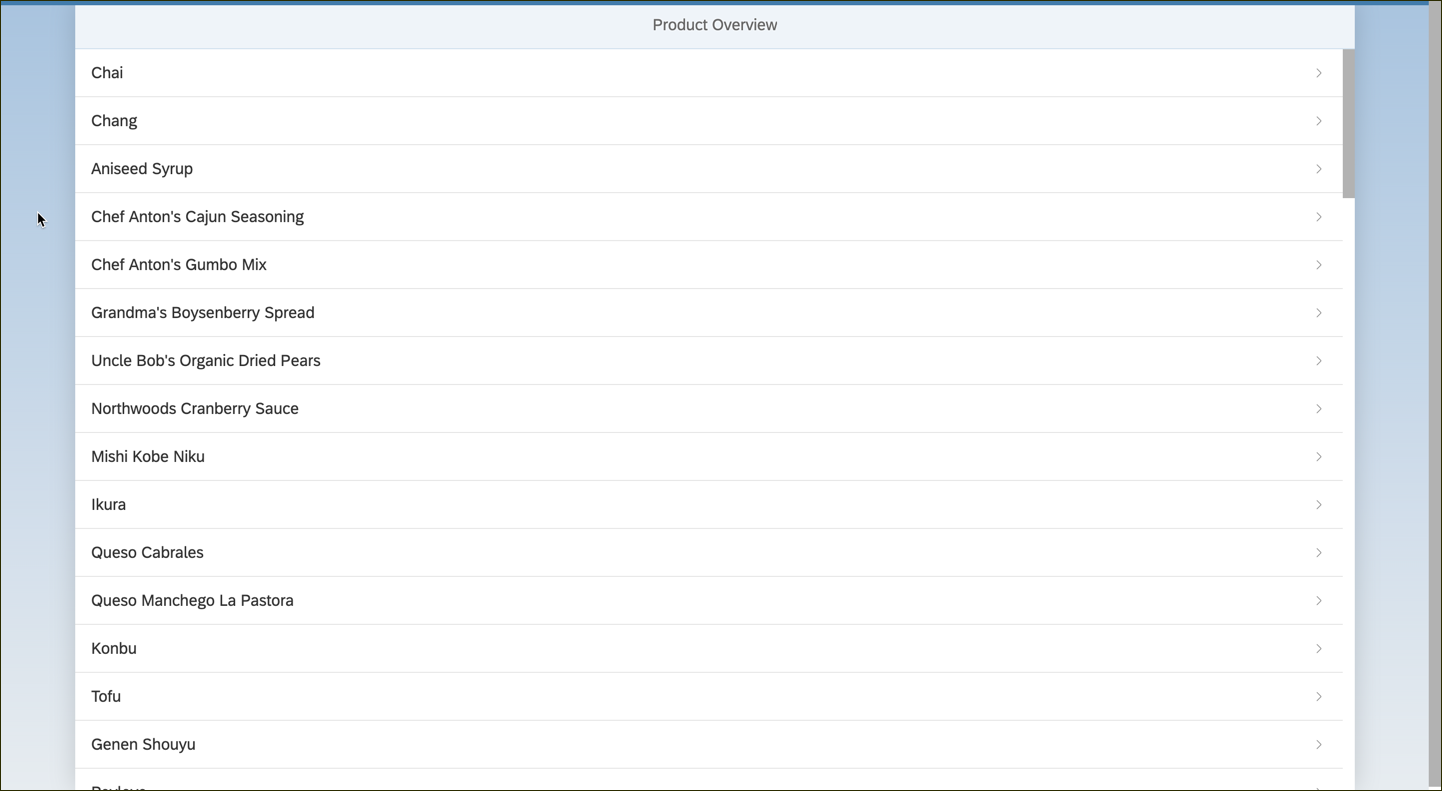 Product Overview
Chai
Chang
Aniseed Syrup
Chef Anton's Cajun Seasoning
Chef Anton's Gumbo Mix
Grandma's Boysenberry Spread
Uncle Bob's Organic Dried Pears
Northwoods Cranberry Sauce
Mishi Kobe Niku
Ikura
Queso Cabrales
Queso Manchego La Pastora
Konbu
Tofu
Genen Shouyu